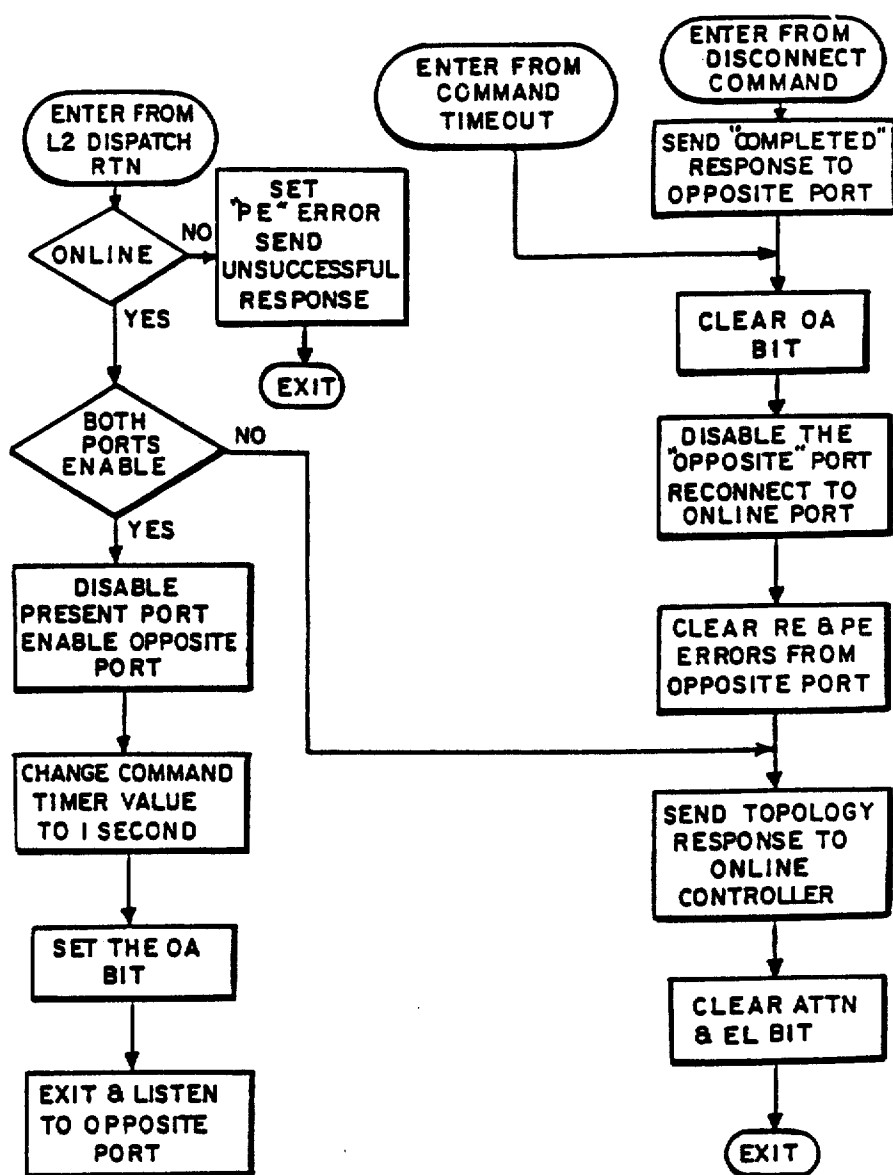 ENTER FROM
L2 DISPATCH
RTN
ONLINE
NO
YES
SET
"PE" ERROR
SEND
UNSUCCESSFUL
RESPONSE
EXIT
BOTH
PORTS
ENABLE
NO
YES
DISABLE
PRESENT PORT
ENABLE OPPOSITE
PORT
CHANGE COMMAND
TIMER VALUE
TO 1 SECOND
SET THE OA
BIT
EXIT & LISTEN
TO OPPOSITE
PORT
ENTER FROM
COMMAND
TIMEOUT
ENTER FROM
DISCONNECT
COMMAND
SEND "COMPLETED"
RESPONSE TO
OPPOSITE PORT
CLEAR OA
BIT
DISABLE THE
"OPPOSITE" PORT
RECONNECT TO
ONLINE PORT
CLEAR RE & PE
ERRORS FROM
OPPOSITE PORT
SEND TOPOLOGY
RESPONSE TO
ONLINE
CONTROLLER
CLEAR ATTN
& EL BIT
EXIT